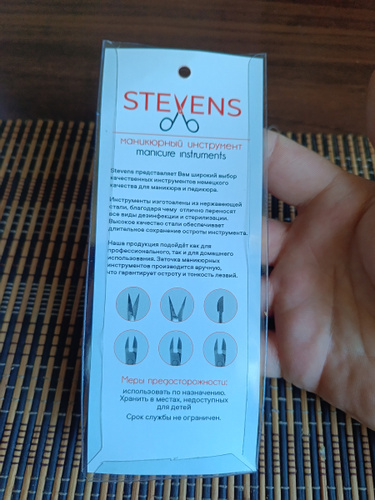 STEVENS
маникюрный инструмент
manicure instruments
Stevens представляет Вам широкий выбор
качественных инструментов немецкого
качества для маникюра и педикюра.
Инструменты изготовлены из нержавеющей
стали, благодаря чему отлично переносят
все виды дезинфекции и стерилизации.
Высокое качество стали обеспечивает
длительное сохранение остроты инструмента.
Наша продукция подойдёт как для
профессионального, так и для домашнего
использования. Заточка маникюрных
инструментов производится вручную,
что гарантирует остроту и тонкость лезвий.
Меры предосторожности:
использовать по назначению.
Хранить в местах, недоступных
для детей
Срок службы не ограничен.